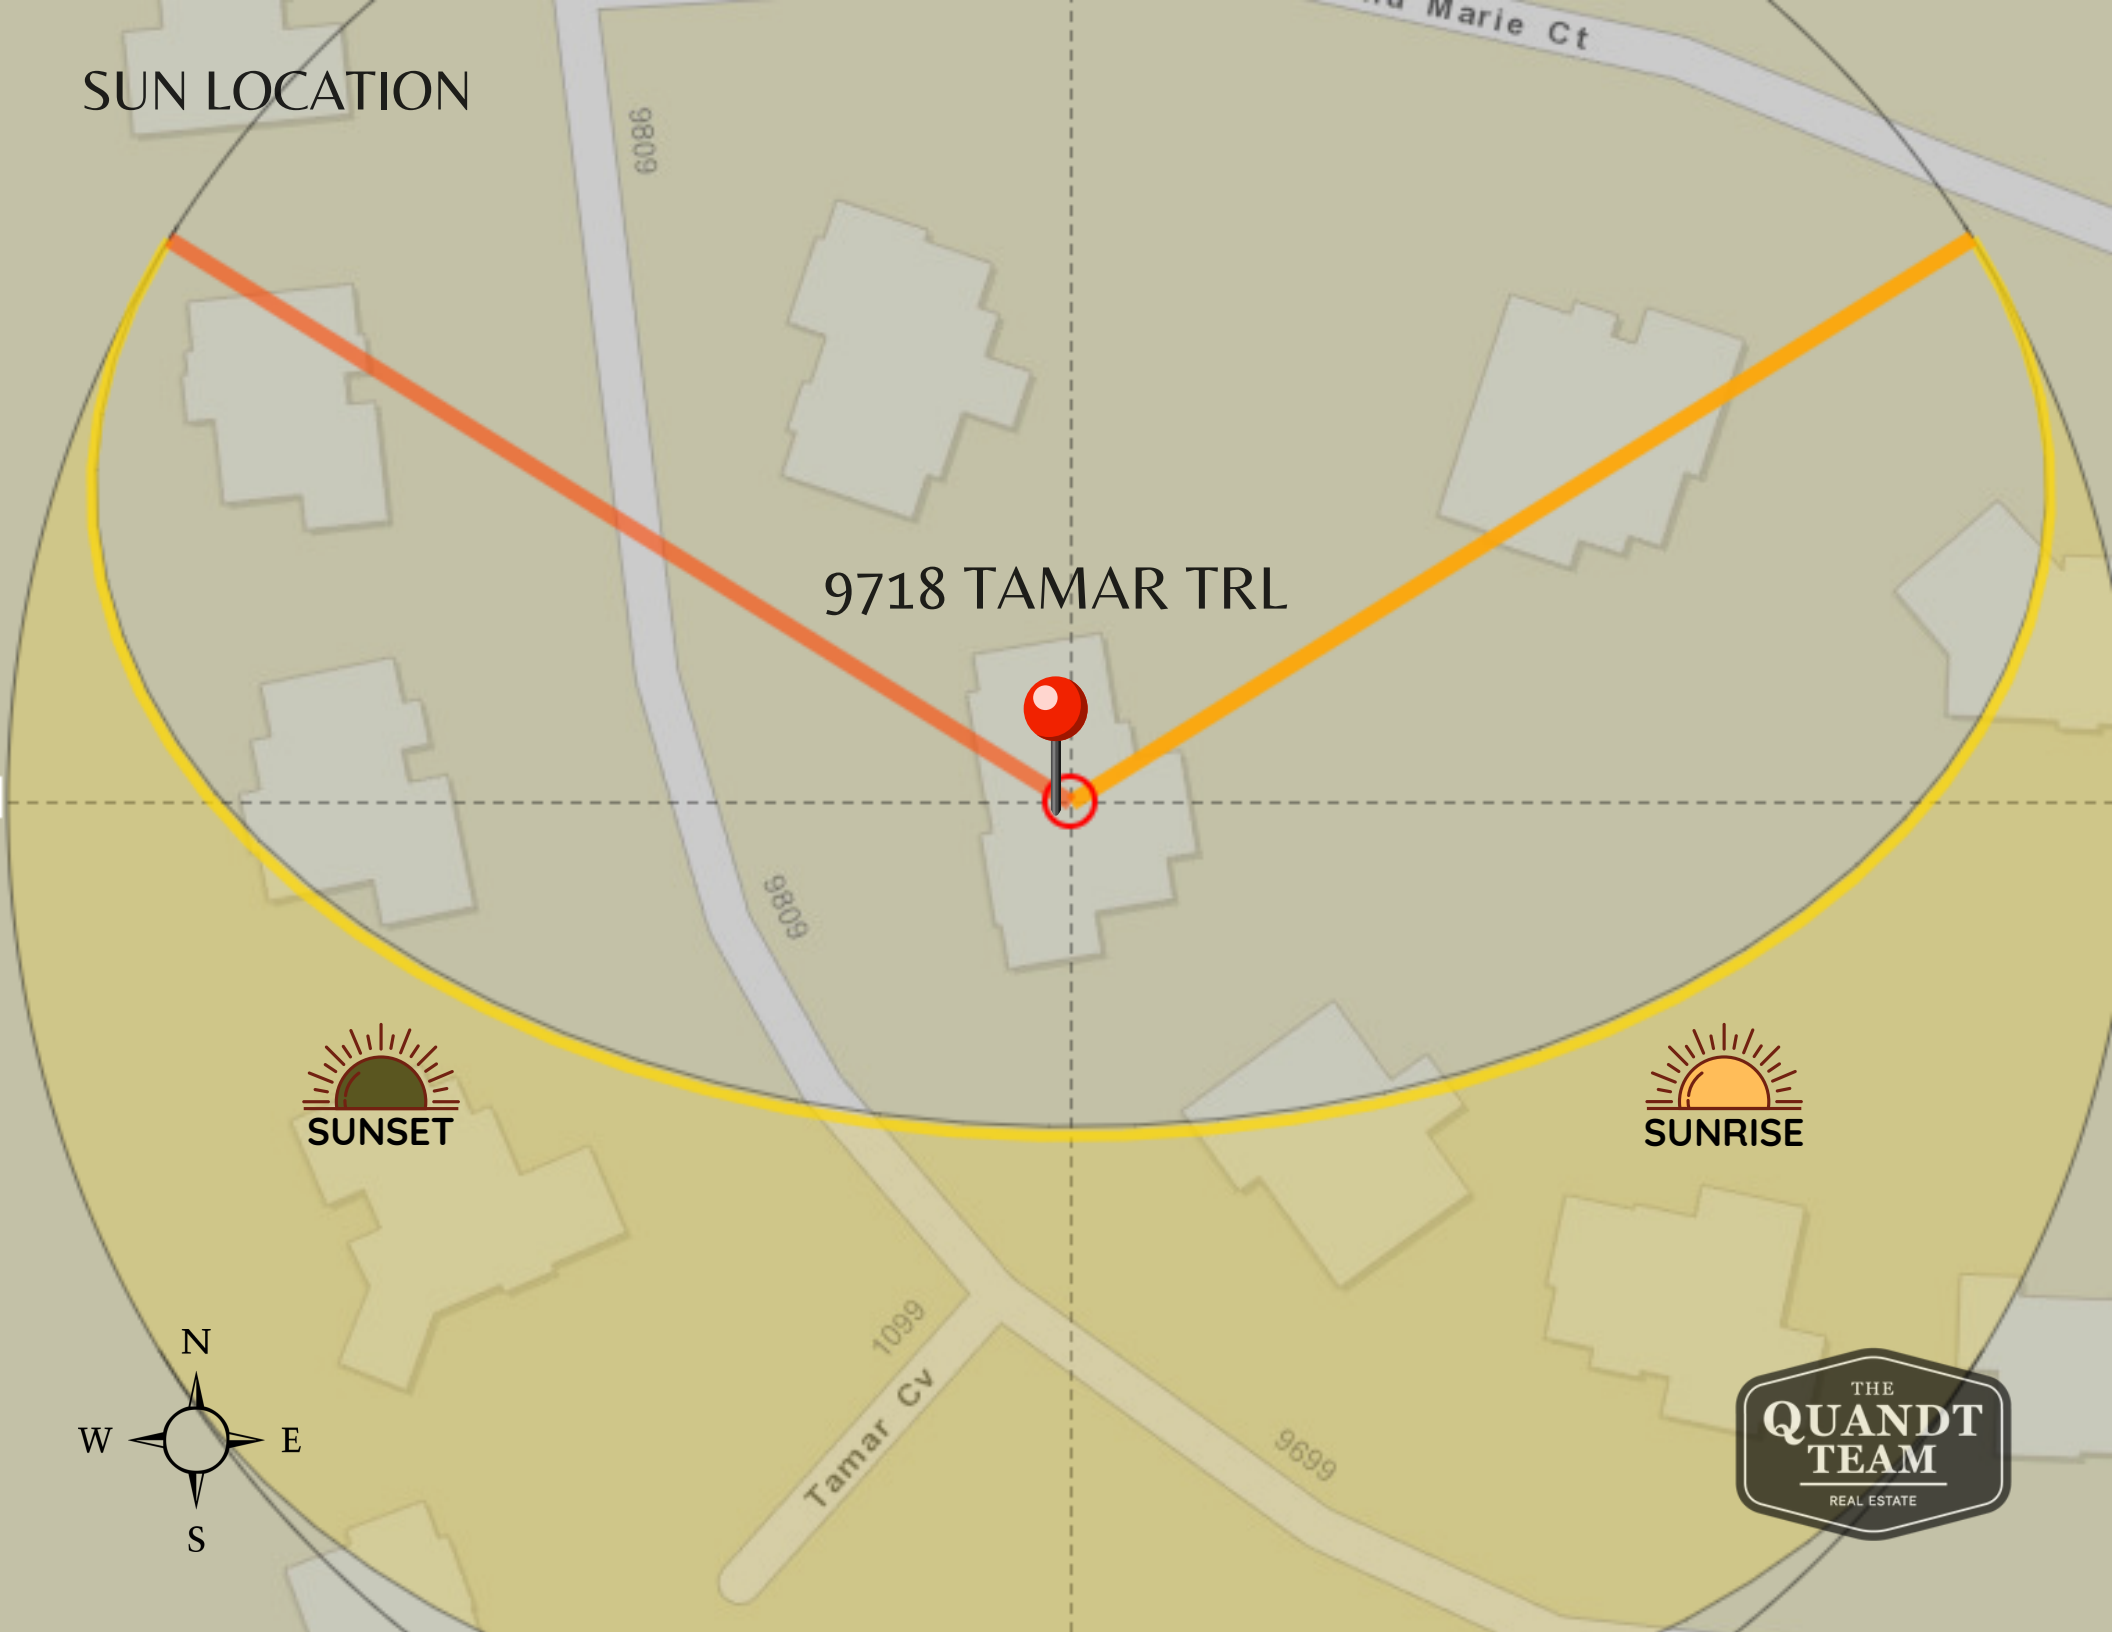 Marie Ct
SUN LOCATION
6086
9718 TAMAR TRL
9809
SUNSET
SUNRISE
1099
Tamar Cv
9699
N
W
E
S
THE
QUANDT
TEAM
REAL ESTATE